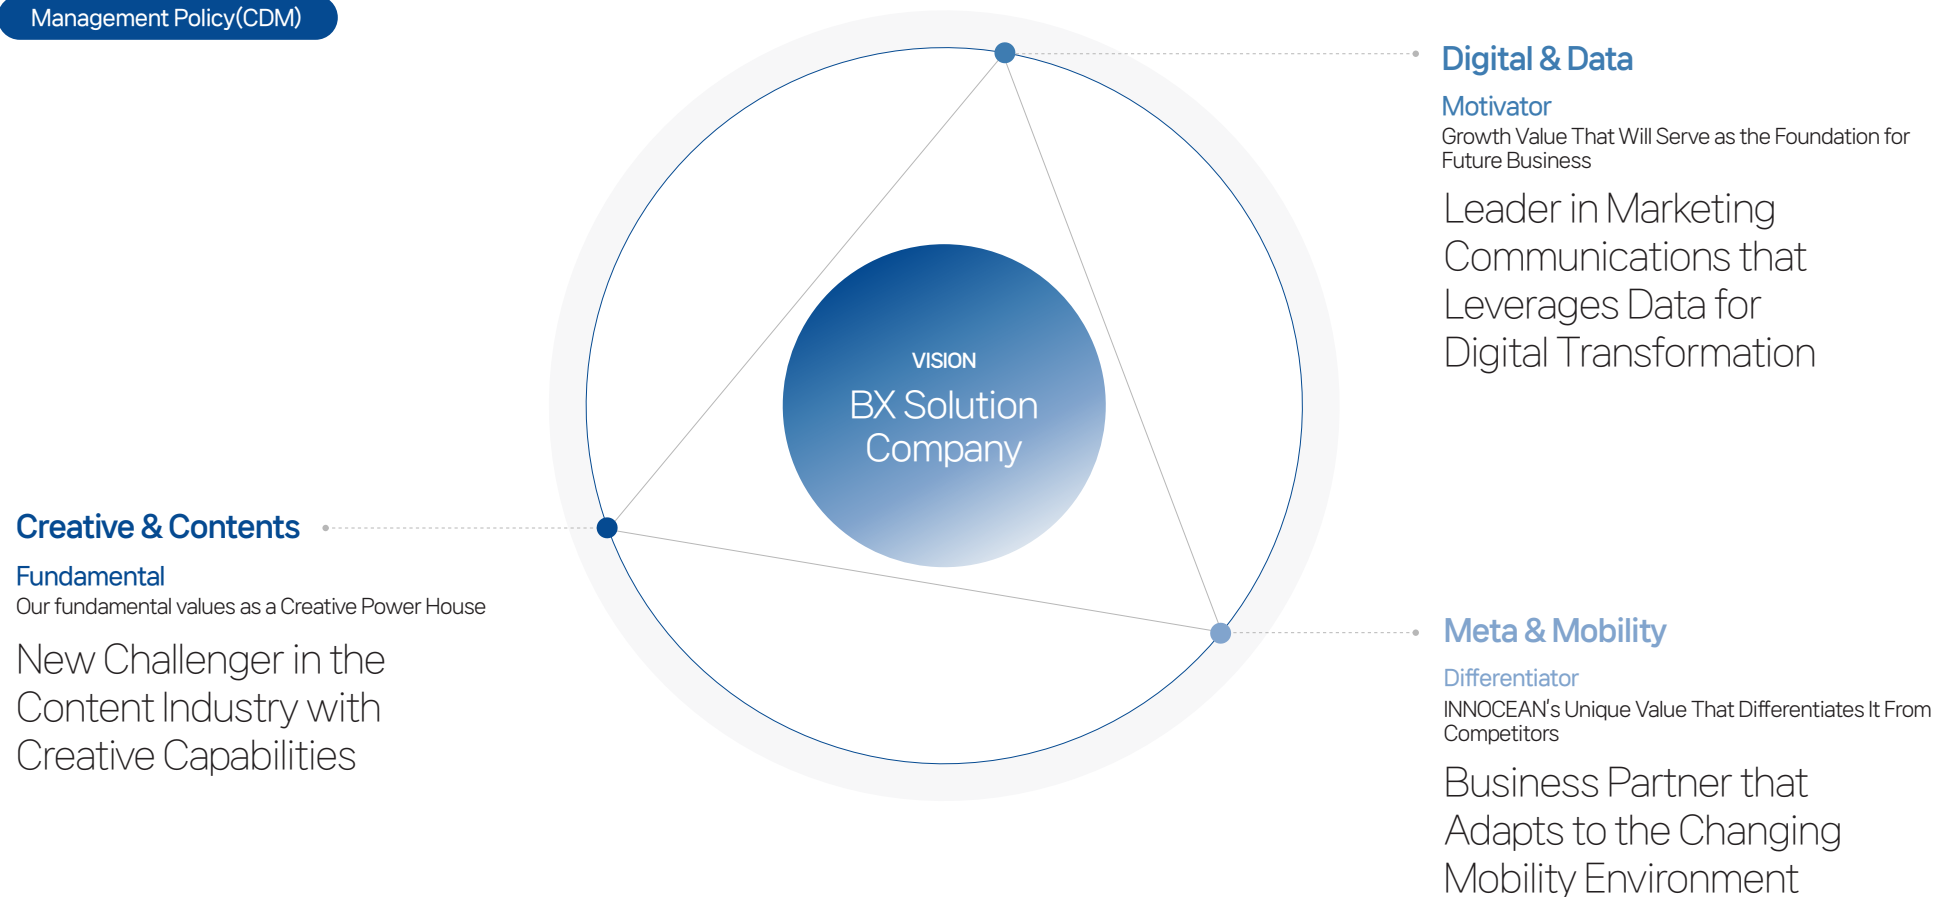 Management Policy(CDM)
Digital & Data
Motivator
Growth Value That Will Serve as the Foundation for
Future Business
Leader in Marketing
Communications that
Leverages Data for
Digital Transformation
VISION
BX Solution
Company
Creative & Contents
Fundamental
Our fundamental values as a Creative Power House
New Challenger in the
Content Industry with
Creative Capabilities
Meta & Mobility
Differentiator
INNOCEAN's Unique Value That Differentiates It From
Competitors
Business Partner that
Adapts to the Changing
Mobility Environment